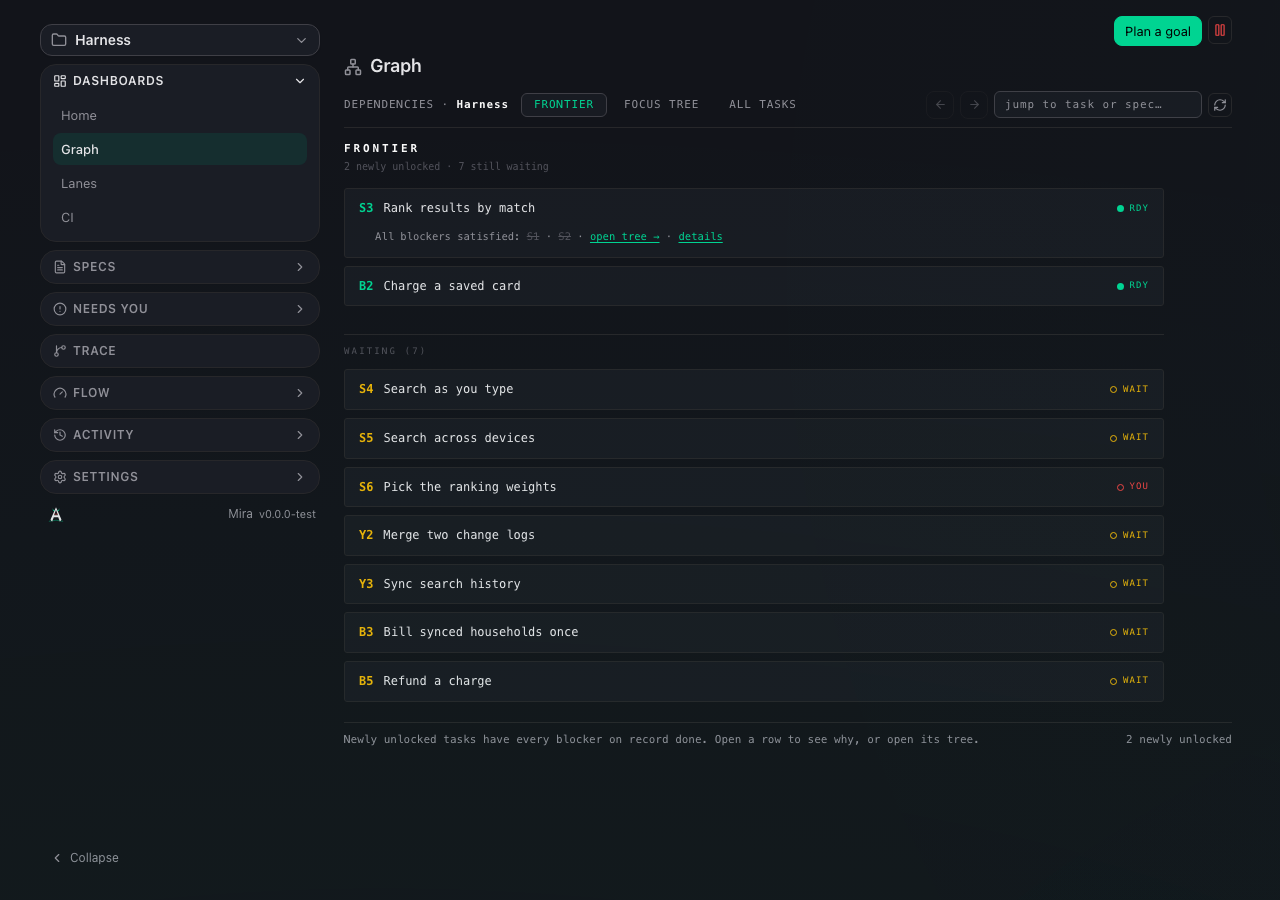 Harness
Plan a goal
DASHBOARDS
Home
Graph
Lanes
CI
SPECS
NEEDS YOU
TRACE
FLOW
ACTIVITY
SETTINGS
Mira v0.0.0-test
Collapse
Graph
DEPENDENCIES · Harness FRONTIER FOCUS TREE ALL TASKS ← → jump to task or spec…
FRONTIER
2 newly unlocked · 7 still waiting
S3 Rank results by match RDY
All blockers satisfied: S1 · S2 · open tree → · details
B2 Charge a saved card RDY
WAITING (7)
S4 Search as you type WAIT
S5 Search across devices WAIT
S6 Pick the ranking weights YOU
Y2 Merge two change logs WAIT
Y3 Sync search history WAIT
B3 Bill synced households once WAIT
B5 Refund a charge WAIT
Newly unlocked tasks have every blocker on record done. Open a row to see why, or open its tree. 2 newly unlocked